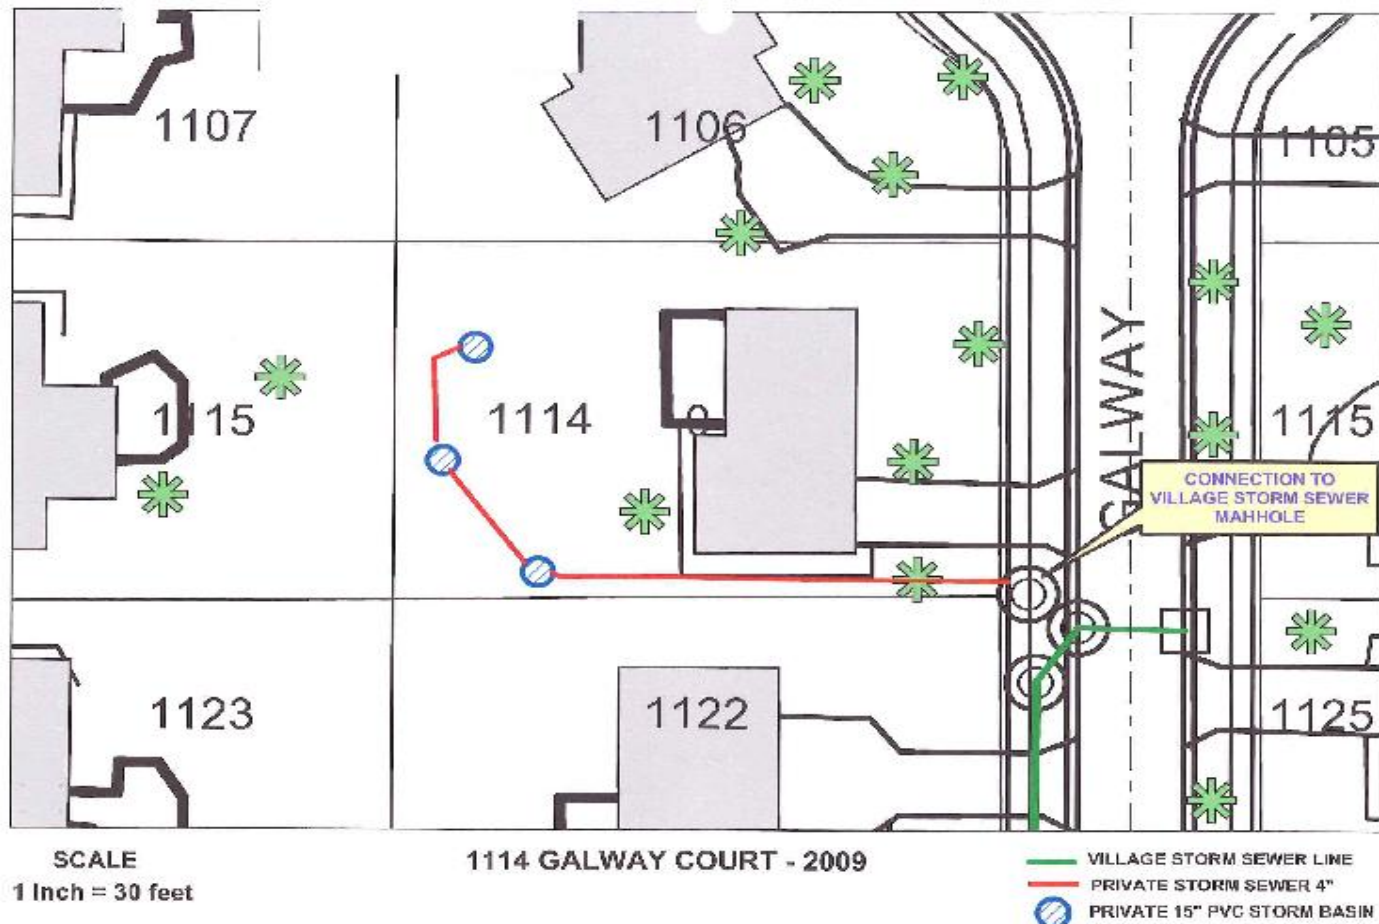 1107
1106
1105
1115
1114
GALWAY
1115
CONNECTION TO
VILLAGE STORM SEWER
MAHHOLE
1123
1122
1125
SCALE
1 Inch = 30 feet
1114 GALWAY COURT - 2009
VILLAGE STORM SEWER LINE
PRIVATE STORM SEWER 4"
PRIVATE 15" PVC STORM BASIN